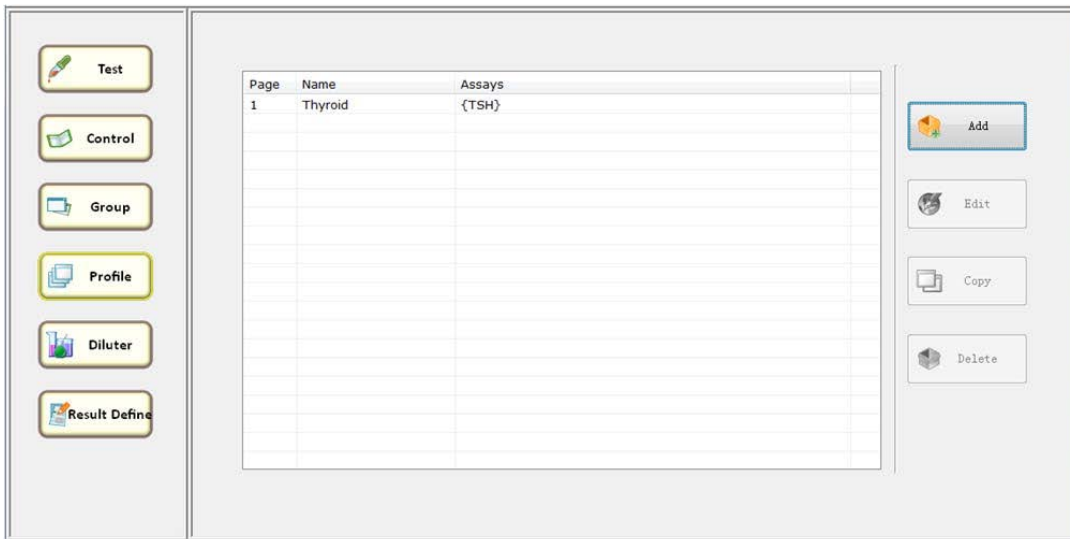 Test
Control
Group
Profile
Diluter
Result Define
Page Name Assays
1 Thyroid {TSH}
Add
Edit
Copy
Delete